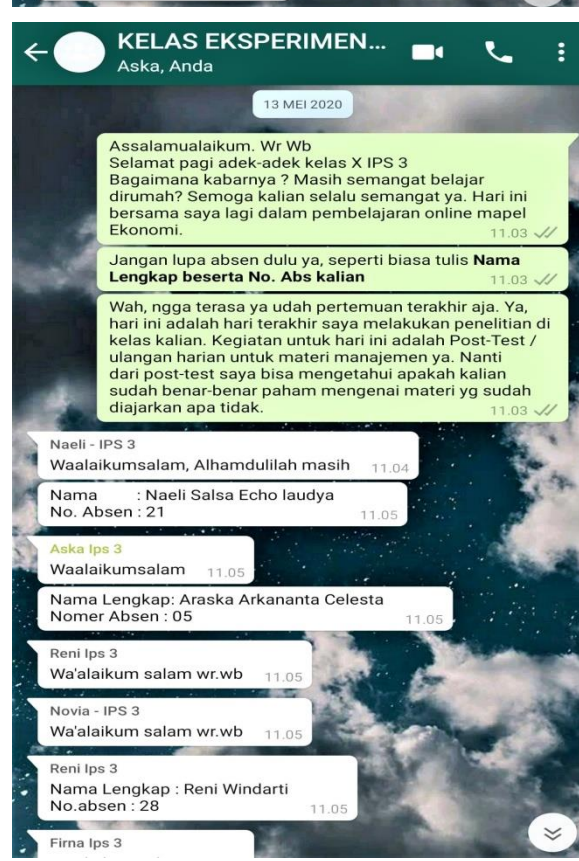 KELAS EKSPERIMEN...
Aska, Anda
13 MEI 2020
Assalamualaikum. Wr Wb
Selamat pagi adek-adek kelas X IPS 3
Bagaimana kabarnya ? Masih semangat belajar
dirumah? Semoga kalian selalu semangat ya. Hari ini
bersama saya lagi dalam pembelajaran online mapel
Ekonomi.
11.03
Jangan lupa absen dulu ya, seperti biasa tulis Nama
Lengkap beserta No. Abs kalian
11.03
Wah, ngga terasa ya udah pertemuan terakhir aja. Ya,
hari ini adalah hari terakhir saya melakukan penelitian di
kelas kalian. Kegiatan untuk hari ini adalah Post-Test /
ulangan harian untuk materi manajemen ya. Nanti
dari post-test saya bisa mengetahui apakah kalian
sudah benar-benar paham mengenai materi yg sudah
diajarkan apa tidak.
11.03
Naeli - IPS 3
Waalaikumsalam, Alhamdulilah masih 11.04
Nama : Naeli Salsa Echo laudya
No. Absen : 21 11.05
Aska Ips 3
Waalaikumsalam 11.05
Nama Lengkap: Araska Arkananta Celesta
Nomer Absen : 05 11.05
Reni Ips 3
Wa'alaikum salam wr.wb 11.05
Novia - IPS 3
Wa'alaikum salam wr.wb 11.05
Reni Ips 3
Nama Lengkap : Reni Windarti
No.absen : 28 11.05
Firna Ips 3